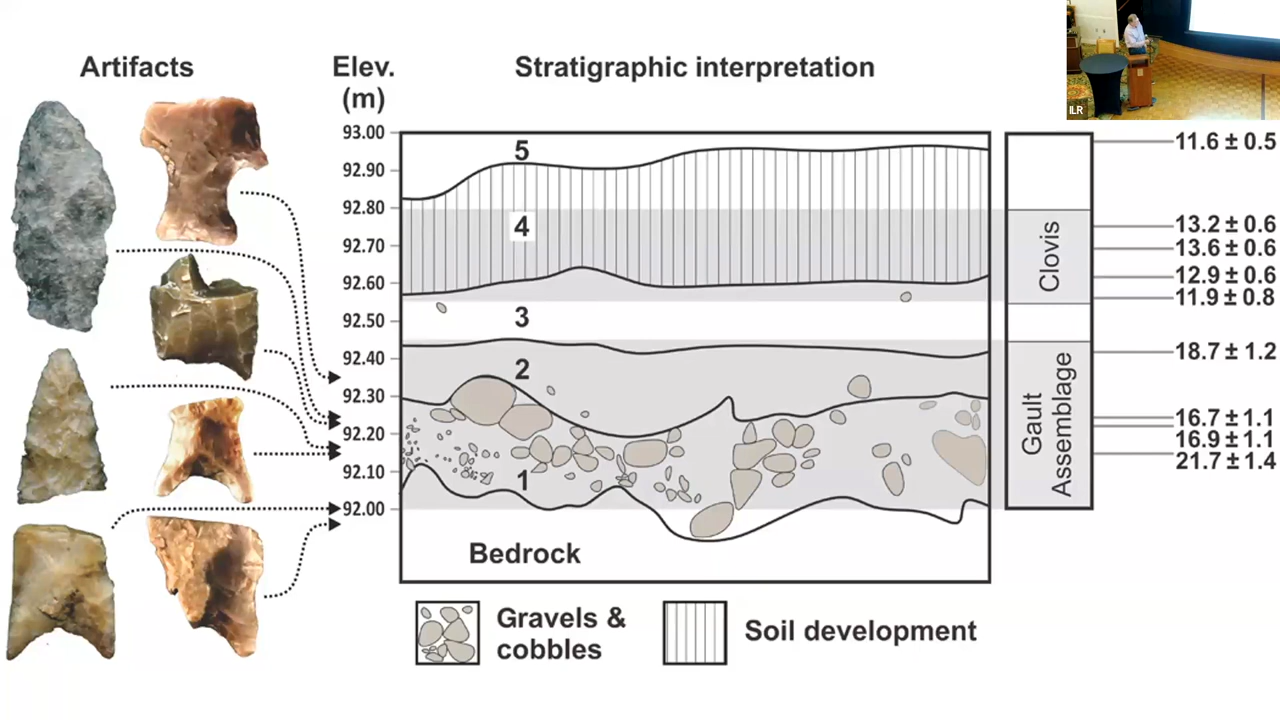 Artifacts
Elev.
(m)
Stratigraphic interpretation
ILR
93.00
92.90
92.80
92.70
92.60
92.50
92.40
92.30
92.20
92.10
92.00
5
4
3
2
1
Bedrock
Clovis
Gault
Assemblage
11.6 ± 0.5
13.2 ± 0.6
13.6 ± 0.6
12.9 ± 0.6
11.9 ± 0.8
18.7 ± 1.2
16.7 ± 1.1
16.9 ± 1.1
21.7 ± 1.4
Gravels &
cobbles
Soil development